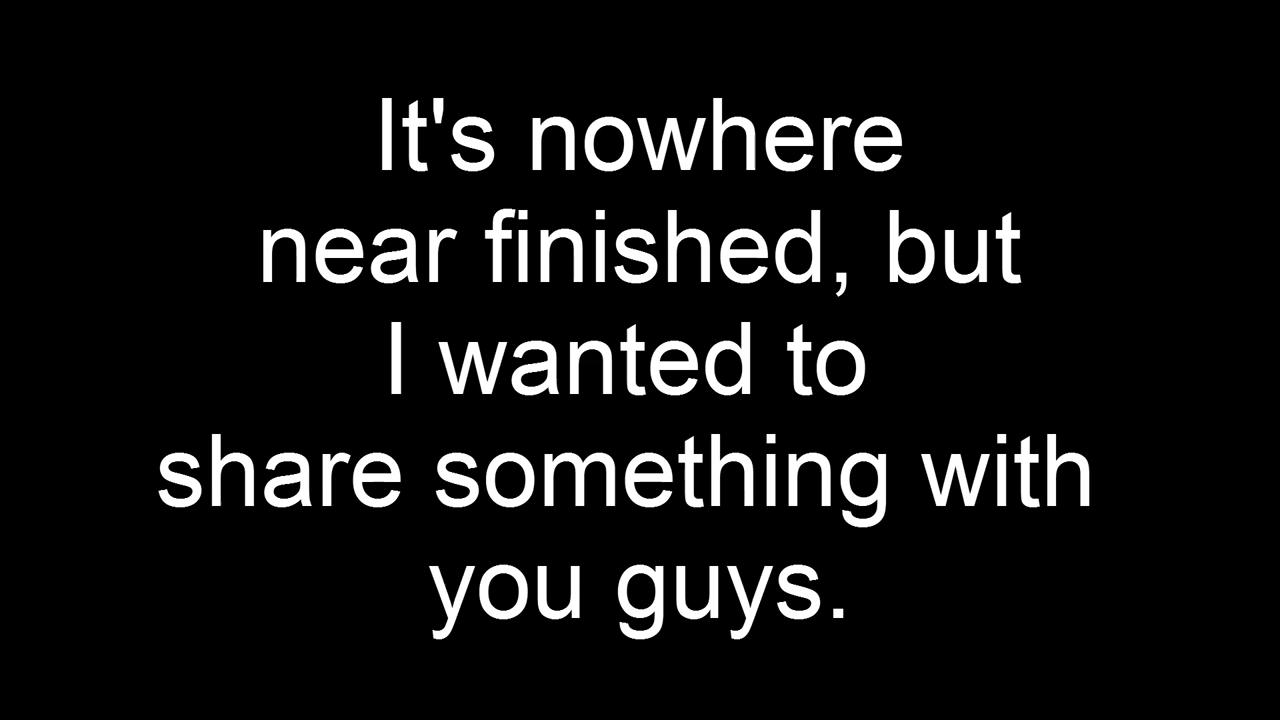 It's nowhere
near finished, but
I wanted to
share something with
you guys.